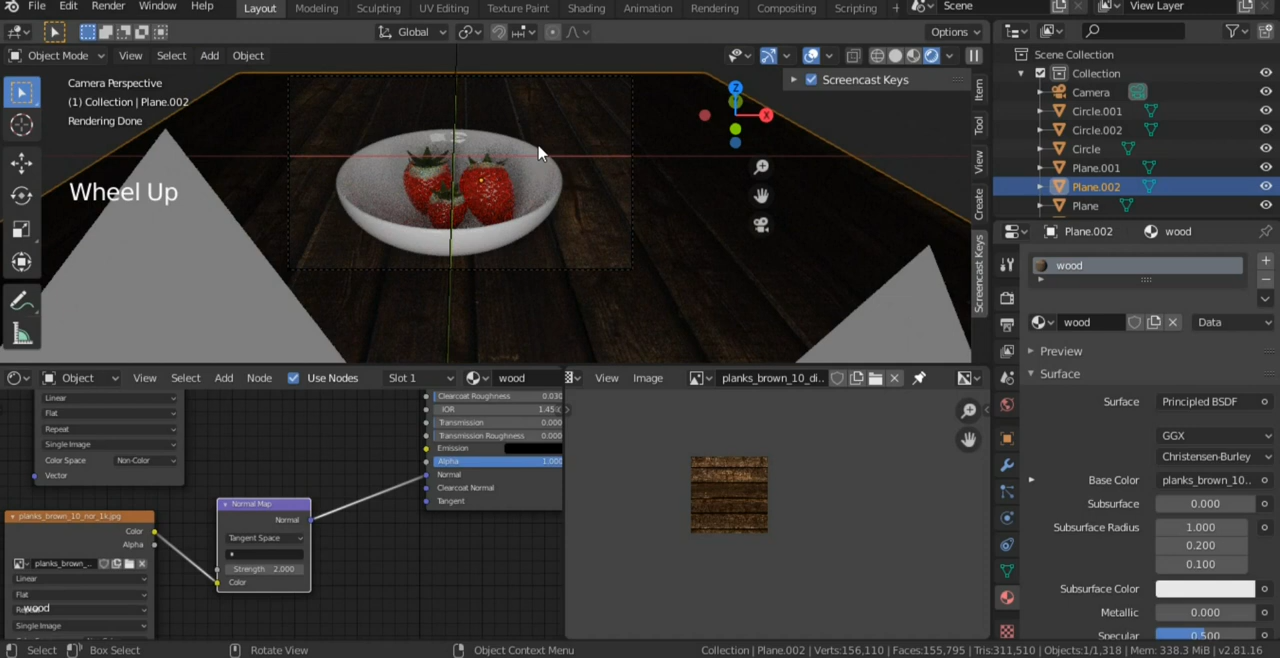 File Edit Render Window Help Layout Modeling Sculpting UV Editing Texture Paint Shading Animation Rendering Compositing Scripting + Scene View Layer
Global Options
Object Mode View Select Add Object
Camera Perspective
(1) Collection | Plane.002
Rendering Done
Wheel Up
Screencast Keys
Z
X
Item
Tool
View
Create
Screencast Keys
Scene Collection
Collection
Camera
Circle.001
Circle.002
Circle
Plane.001
Plane.002
Plane
Plane.002 wood
wood
wood Data
Preview
Surface
Surface Principled BSDF
GGX
Christensen-Burley
Base Color planks_brown_10..
Subsurface 0.000
Subsurface Radius 1.000
0.200
0.100
Subsurface Color
Metallic 0.000
Specular 0.500
Object View Select Add Node Use Nodes Slot 1 wood
Linear
Flat
Repeat
Single Image
Color Space Non-Color
Vector
planks_brown_10_nor_1k.jpg
Color
Alpha
planks_brown_..
Linear
Flat
wood
Single Image
Normal Map
Normal
Tangent Space
Strength 2.000
Color
Clearcoat Roughness 0.030
IOR 1.45
Transmission 0.000
Transmission Roughness 0.000
Emission
Alpha 1.000
Normal
Clearcoat Normal
Tangent
View Image planks_brown_10_di..
Select Box Select Rotate View Object Context Menu Collection | Plane.002 | Verts:156,110 | Faces:155,795 | Tris:311,510 | Objects:1/1,318 | Mem: 338.3 MiB | v2.81.16